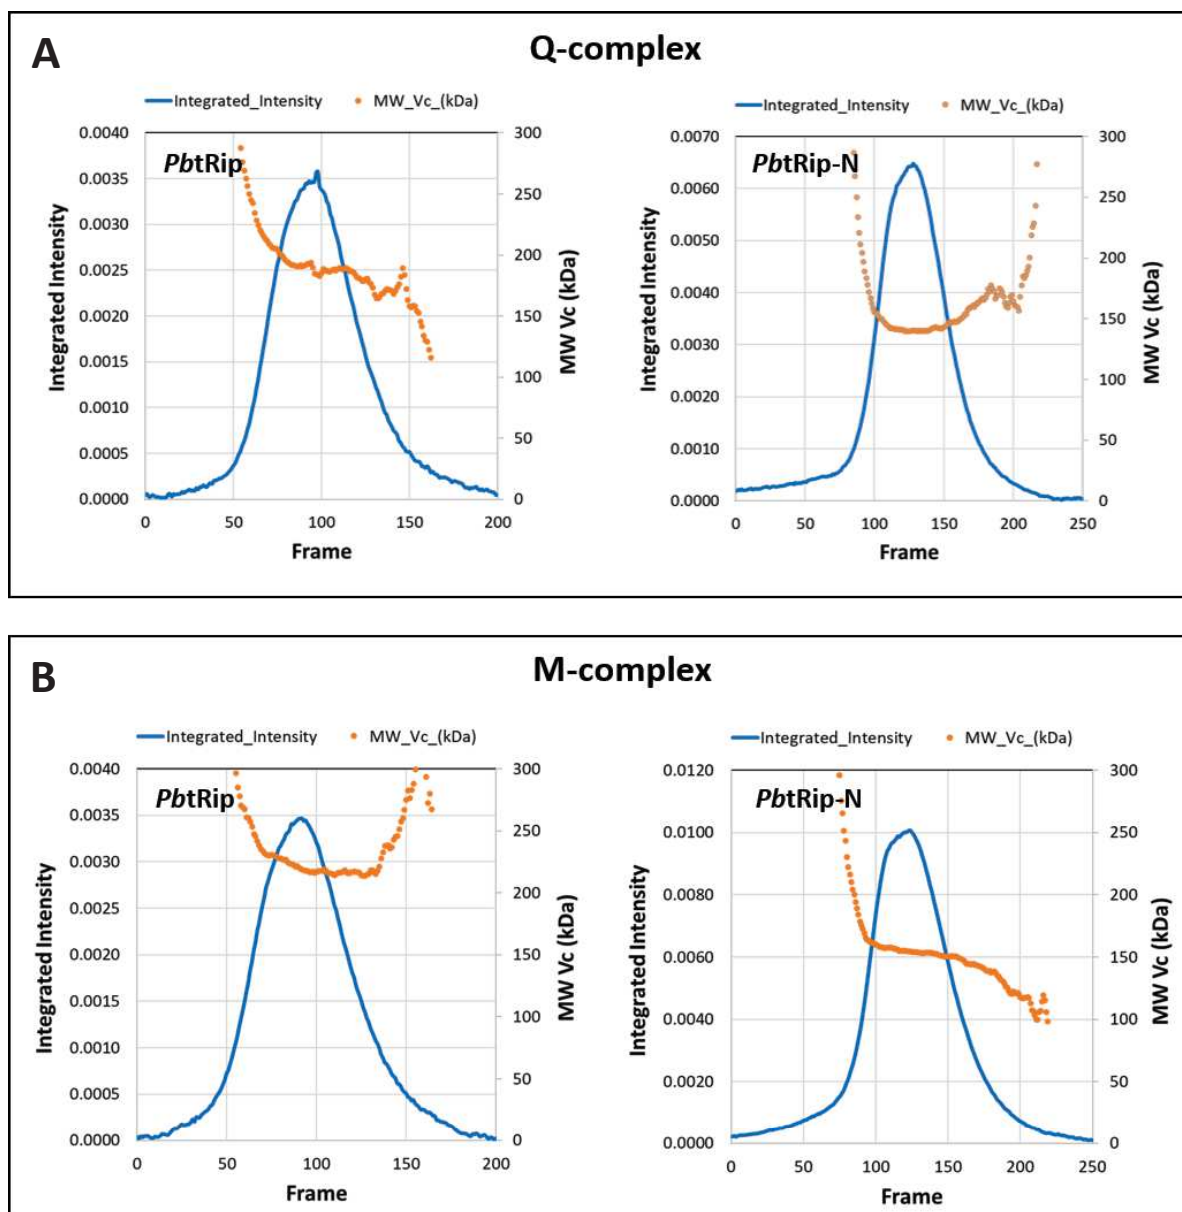 A
Q-complex
Integrated_Intensity MW_Vc_(kDa)
PbtRip
0.0040
0.0035
0.0030
0.0025
0.0020
0.0015
0.0010
0.0005
0.0000
Integrated Intensity
300
250
200
150
100
50
0
MW Vc (kDa)
0 50 100 150 200
Frame
Integrated_Intensity MW_Vc_(kDa)
PbtRip-N
0.0070
0.0060
0.0050
0.0040
0.0030
0.0020
0.0010
0.0000
Integrated Intensity
300
250
200
150
100
50
0
MW Vc (kDa)
0 50 100 150 200 250
Frame
B
M-complex
Integrated_Intensity MW_Vc_(kDa)
PbtRip
0.0040
0.0035
0.0030
0.0025
0.0020
0.0015
0.0010
0.0005
0.0000
Integrated Intensity
300
250
200
150
100
50
0
MW Vc (kDa)
0 50 100 150 200
Frame
Integrated_Intensity MW_Vc_(kDa)
PbtRip-N
0.0120
0.0100
0.0080
0.0060
0.0040
0.0020
0.0000
Integrated Intensity
300
250
200
150
100
50
0
MW Vc (kDa)
0 50 100 150 200 250
Frame